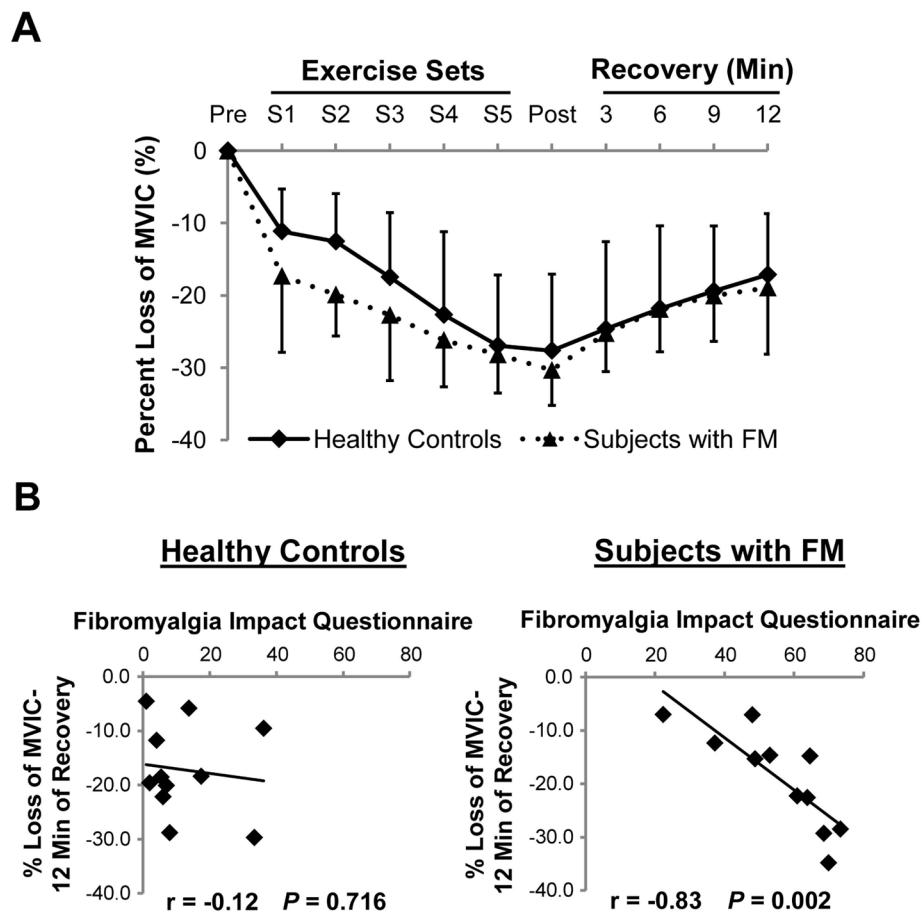 A
Exercise Sets Recovery (Min)
Pre S1 S2 S3 S4 S5 Post 3 6 9 12
Percent Loss of MVIC (%)
0
-10
-20
-30
-40
Healthy Controls Subjects with FM
B
Healthy Controls
Fibromyalgia Impact Questionnaire
0 20 40 60 80
% Loss of MVIC-
12 Min of Recovery
0.0
-10.0
-20.0
-30.0
-40.0
r = -0.12 P = 0.716
Subjects with FM
Fibromyalgia Impact Questionnaire
0 20 40 60 80
% Loss of MVIC-
12 Min of Recovery
0.0
-10.0
-20.0
-30.0
-40.0
r = -0.83 P = 0.002